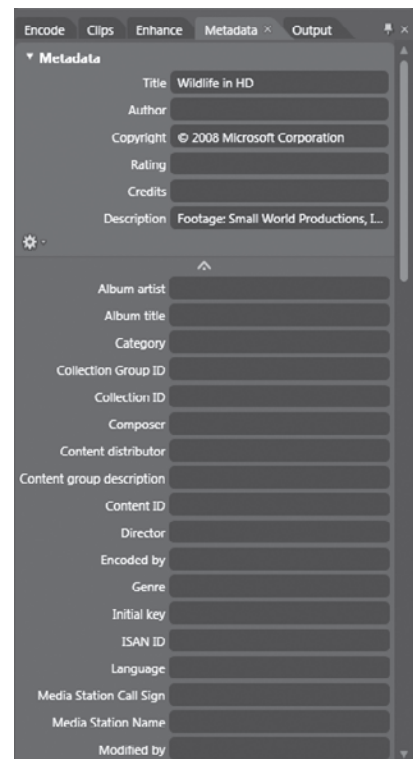 Encode Clips Enhance Metadata × Output
Metadata
Title Wildlife in HD
Author
Copyright © 2008 Microsoft Corporation
Rating
Credits
Description Footage: Small World Productions, I...
Album artist
Album title
Category
Collection Group ID
Collection ID
Composer
Content distributor
Content group description
Content ID
Director
Encoded by
Genre
Initial key
ISAN ID
Language
Media Station Call Sign
Media Station Name
Modified by